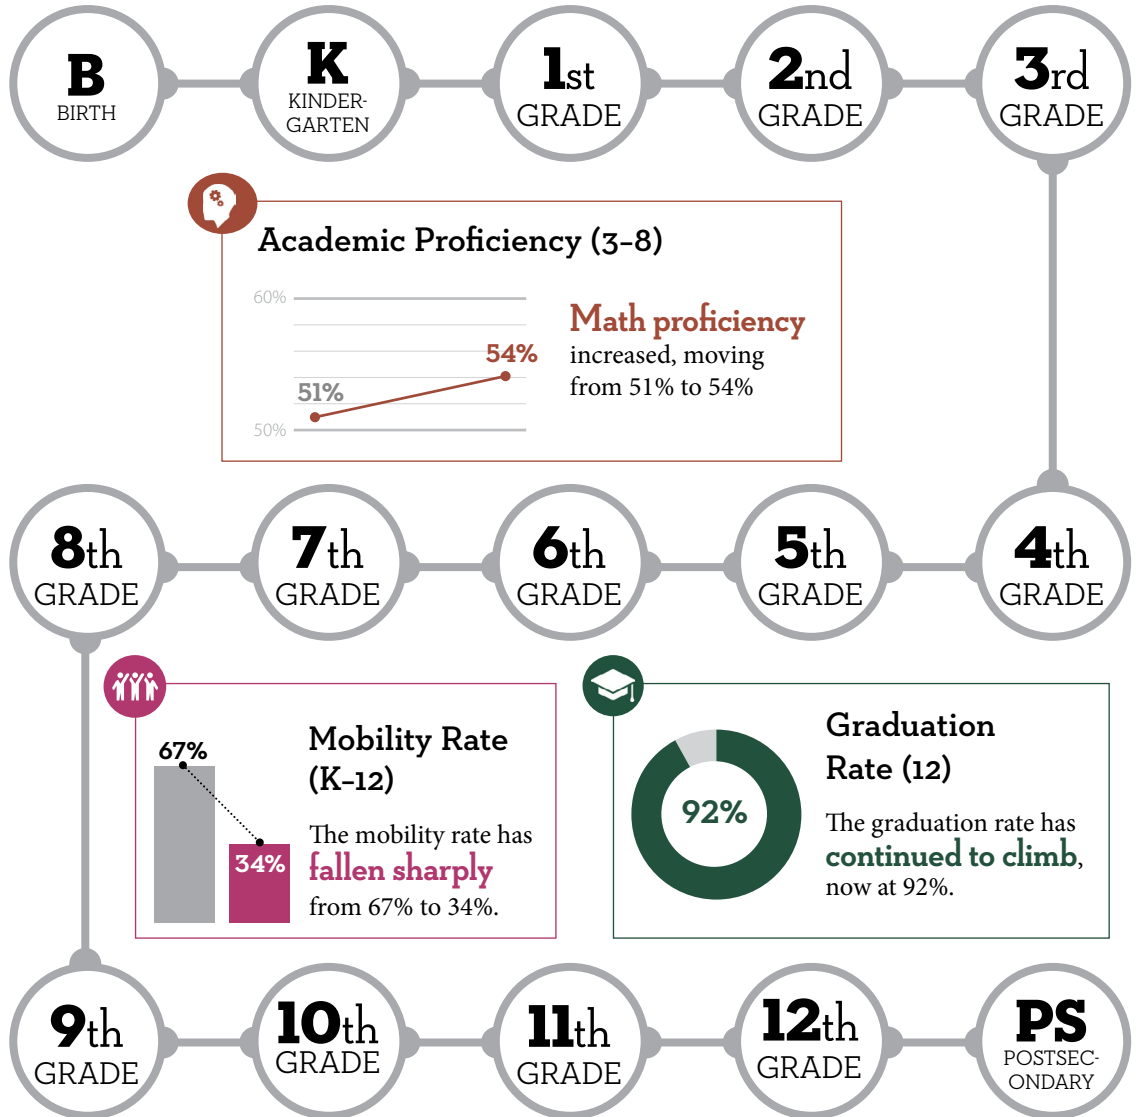 B
BIRTH
K
KINDER-
GARTEN
1st
GRADE
2nd
GRADE
3rd
GRADE
Academic Proficiency (3–8)
60%
54%
51%
50%
Math proficiency
increased, moving
from 51% to 54%
8th
GRADE
7th
GRADE
6th
GRADE
5th
GRADE
4th
GRADE
67%
34%
Mobility Rate
(K–12)
The mobility rate has
fallen sharply
from 67% to 34%.
92%
Graduation
Rate (12)
The graduation rate has
continued to climb,
now at 92%.
9th
GRADE
10th
GRADE
11th
GRADE
12th
GRADE
PS
POSTSEC-
ONDARY